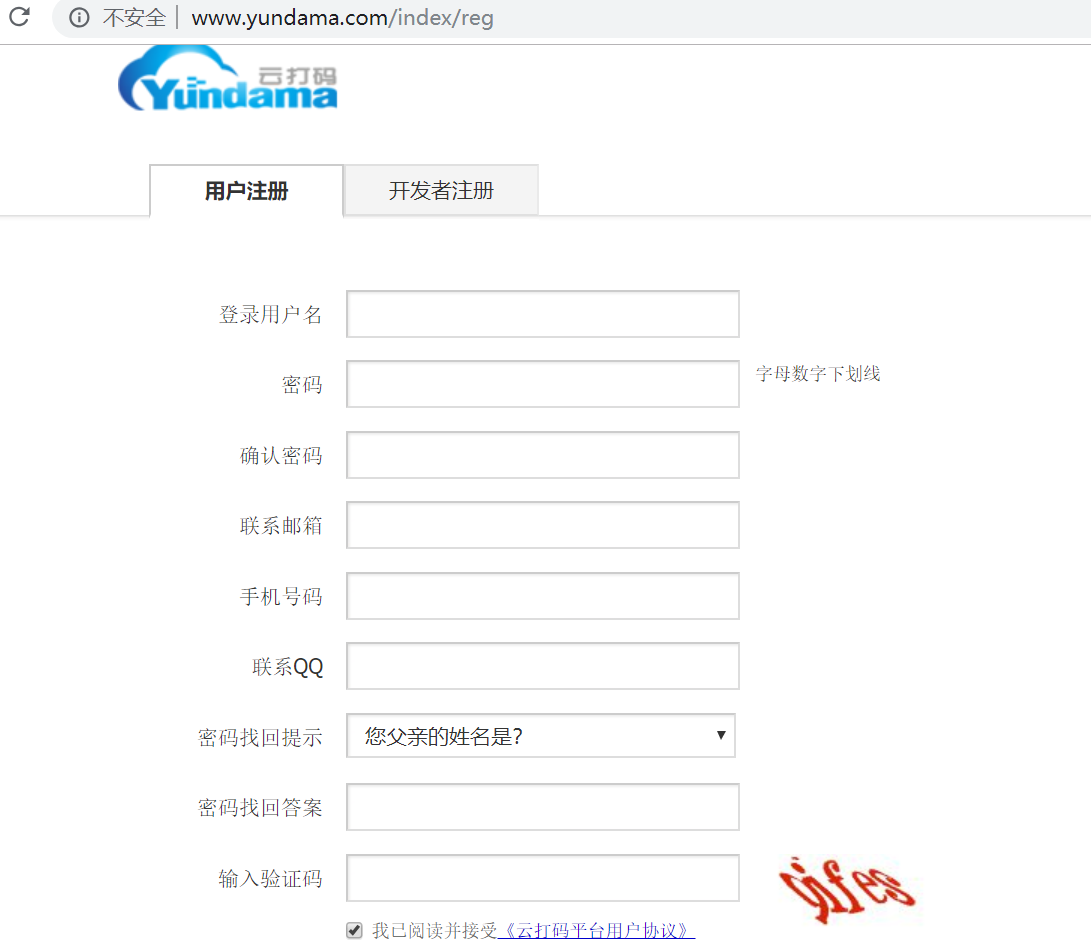 不安全 www.yundama.com/index/reg
云打码
Yundama
用户注册 开发者注册
登录用户名
密码 字母数字下划线
确认密码
联系邮箱
手机号码
联系QQ
密码找回提示 您父亲的姓名是?
密码找回答案
输入验证码
我已阅读并接受《云打码平台用户协议》